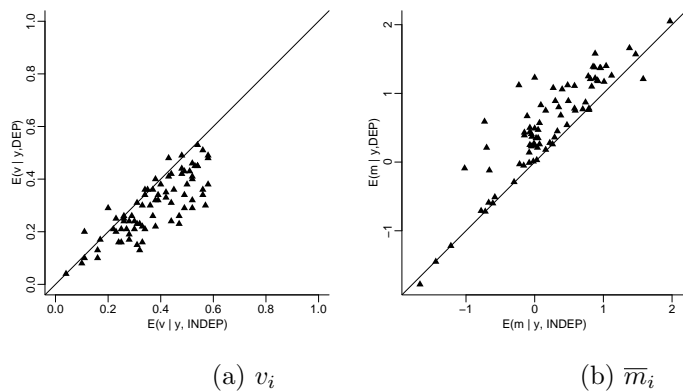 1.0
0.8
0.6
0.4
0.2
0.0
E(v | y,DEP)
0.0 0.2 0.4 0.6 0.8 1.0
E(v | y, INDEP)
(a) v_i
2
1
0
−1
E(m | y,DEP)
−1 0 1 2
E(m | y, INDEP)
(b) m̅_i